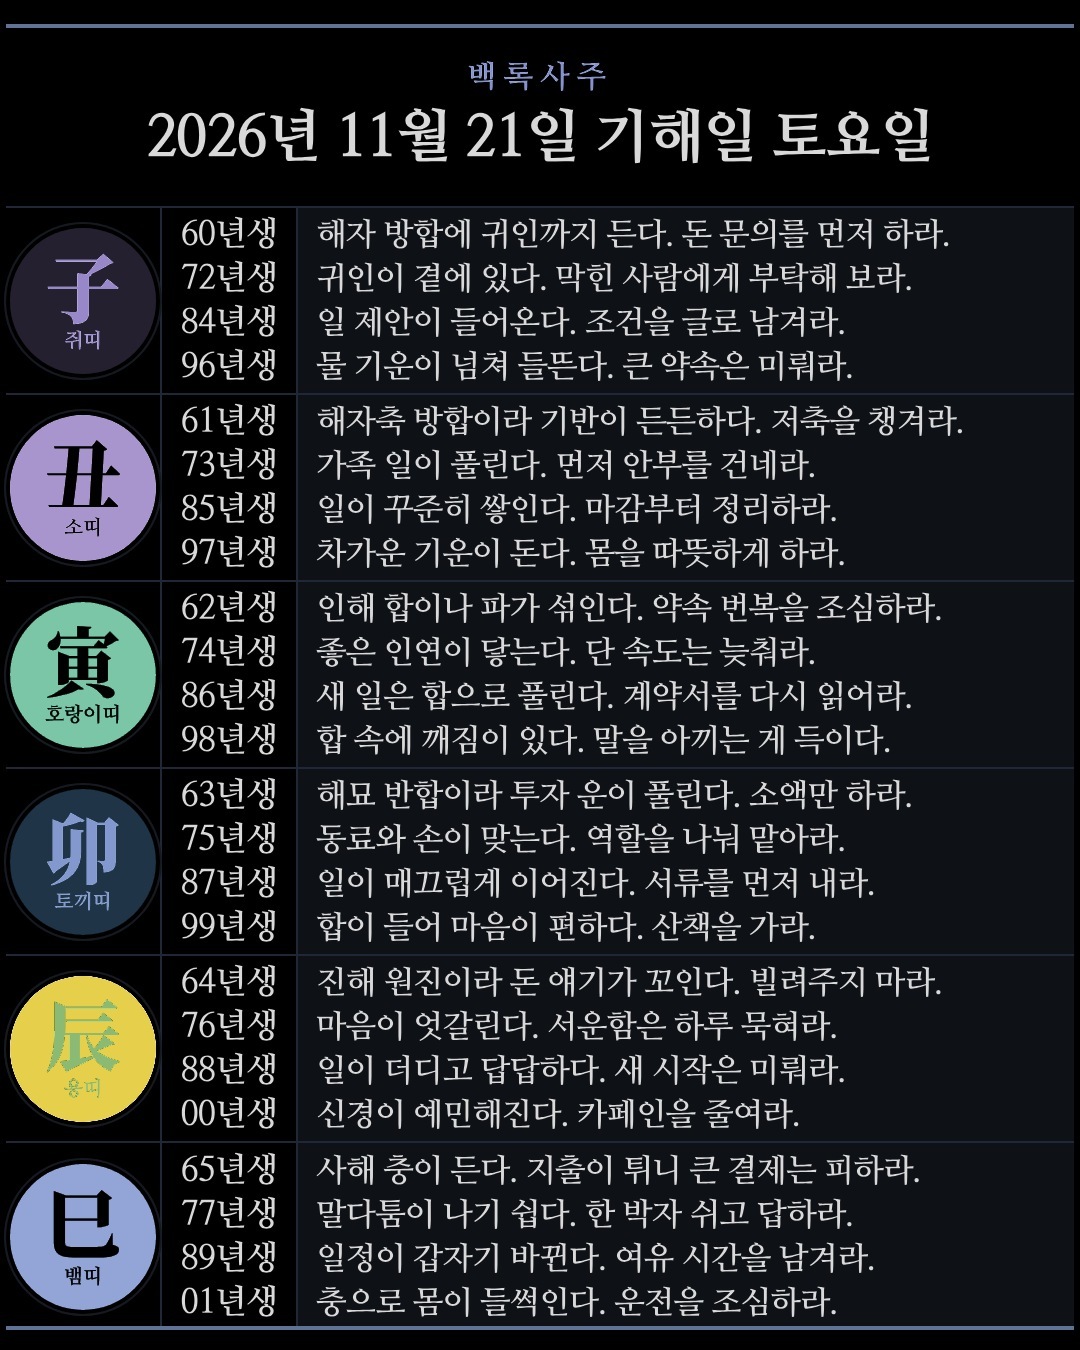 백록사주
2026년 11월 21일 기해일 토요일
子
쥐띠
60년생 해자 방합에 귀인까지 든다. 돈 문의를 먼저 하라.
72년생 귀인이 곁에 있다. 막힌 사람에게 부탁해 보라.
84년생 일 제안이 들어온다. 조건을 글로 남겨라.
96년생 물 기운이 넘쳐 들뜬다. 큰 약속은 미뤄라.
丑
소띠
61년생 해자축 방합이라 기반이 든든하다. 저축을 챙겨라.
73년생 가족 일이 풀린다. 먼저 안부를 건네라.
85년생 일이 꾸준히 쌓인다. 마감부터 정리하라.
97년생 차가운 기운이 돈다. 몸을 따뜻하게 하라.
寅
호랑이띠
62년생 인해 합이나 파가 섞인다. 약속 번복을 조심하라.
74년생 좋은 인연이 닿는다. 단 속도는 늦춰라.
86년생 새 일은 합으로 풀린다. 계약서를 다시 읽어라.
98년생 합 속에 깨짐이 있다. 말을 아끼는 게 득이다.
卯
토끼띠
63년생 해묘 반합이라 투자 운이 풀린다. 소액만 하라.
75년생 동료와 손이 맞는다. 역할을 나눠 맡아라.
87년생 일이 매끄럽게 이어진다. 서류를 먼저 내라.
99년생 합이 들어 마음이 편하다. 산책을 가라.
辰
용띠
64년생 진해 원진이라 돈 얘기가 꼬인다. 빌려주지 마라.
76년생 마음이 엇갈린다. 서운함은 하루 묵혀라.
88년생 일이 더디고 답답하다. 새 시작은 미뤄라.
00년생 신경이 예민해진다. 카페인을 줄여라.
巳
뱀띠
65년생 사해 충이 든다. 지출이 튀니 큰 결제는 피하라.
77년생 말다툼이 나기 쉽다. 한 박자 쉬고 답하라.
89년생 일정이 갑자기 바뀐다. 여유 시간을 남겨라.
01년생 충으로 몸이 들썩인다. 운전을 조심하라.